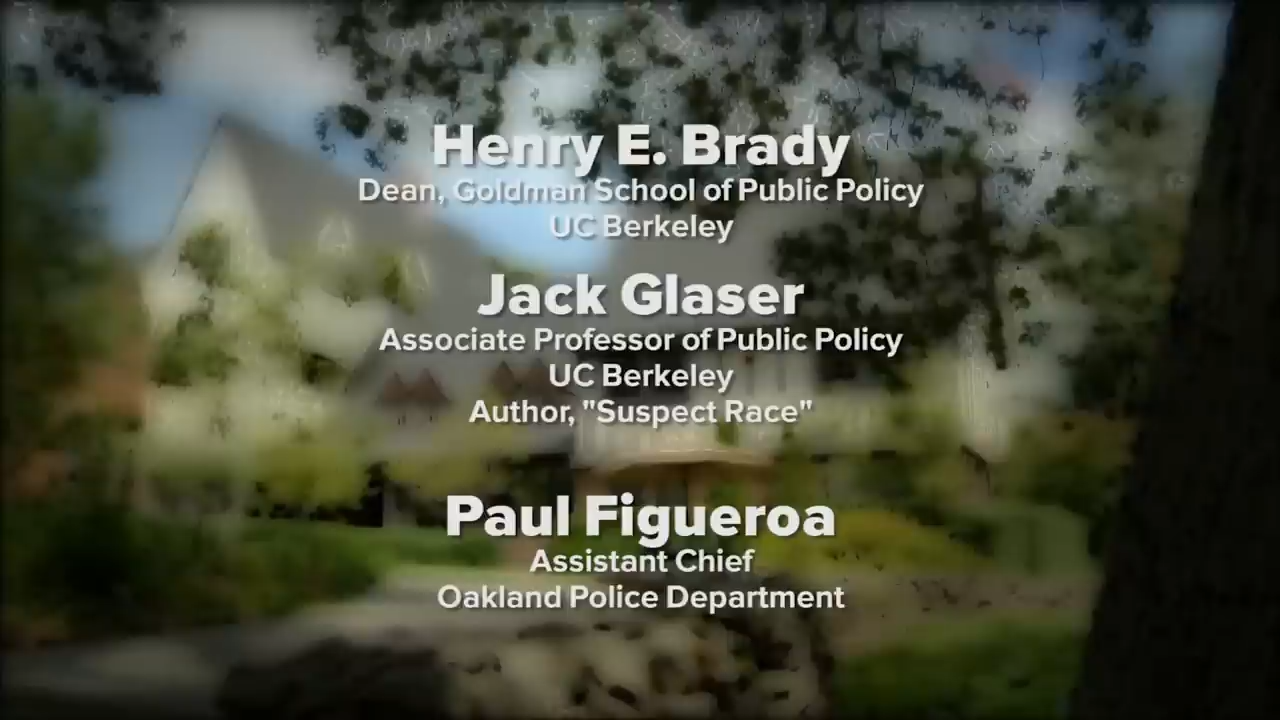 Henry E. Brady
Dean, Goldman School of Public Policy
UC Berkeley
Jack Glaser
Associate Professor of Public Policy
UC Berkeley
Author, "Suspect Race"
Paul Figueroa
Assistant Chief
Oakland Police Department